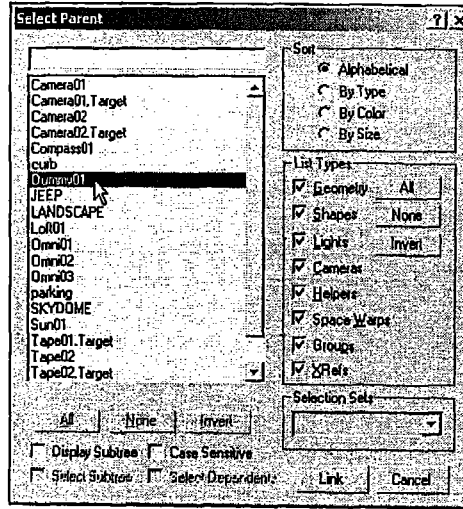 Select Parent
Camera01
Camera01.Target
Camera02
Camera02.Target
Compass01
curb
Dummy01
JEEP
LANDSCAPE
LoR01
Omni01
Omni02
Omni03
parking
SKYDOME
Sun01
Tape01.Target
Tape02
Tape02.Target
All None Invert
Display Subtree Case Sensitive
Select Subtree Select Dependents
Sort
Alphabetical
By Type
By Color
By Size
List Types
Geometry All
Shapes None
Lights Invert
Cameras
Helpers
Space Warps
Groups
XRefs
Selection Sets
Link Cancel